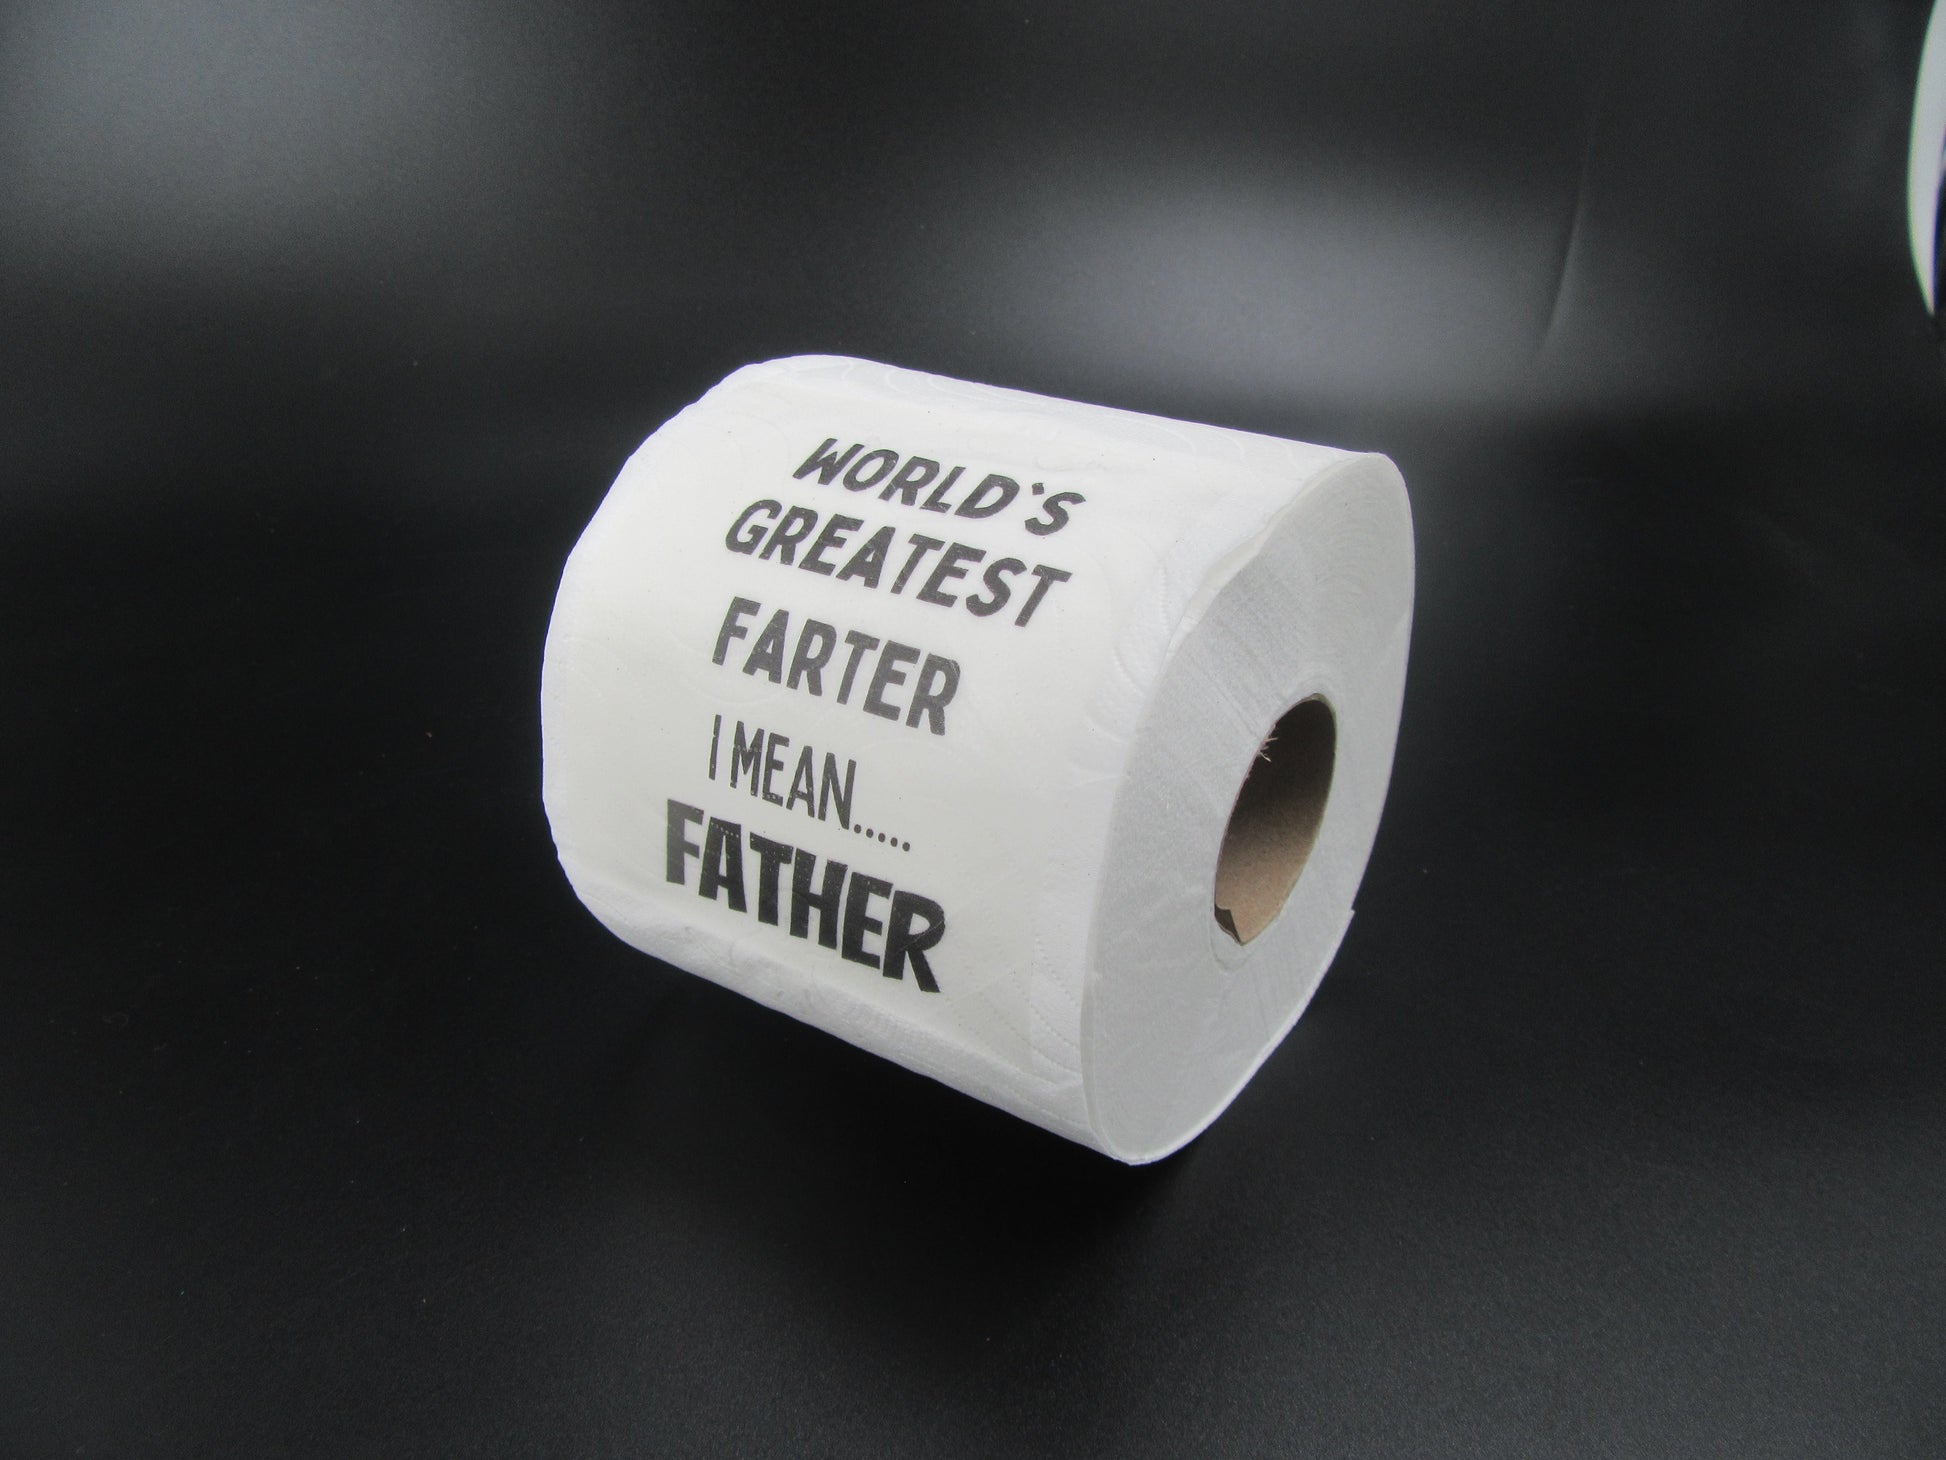 WORLD'S
GREATEST
FARTER
I MEAN.....
FATHER